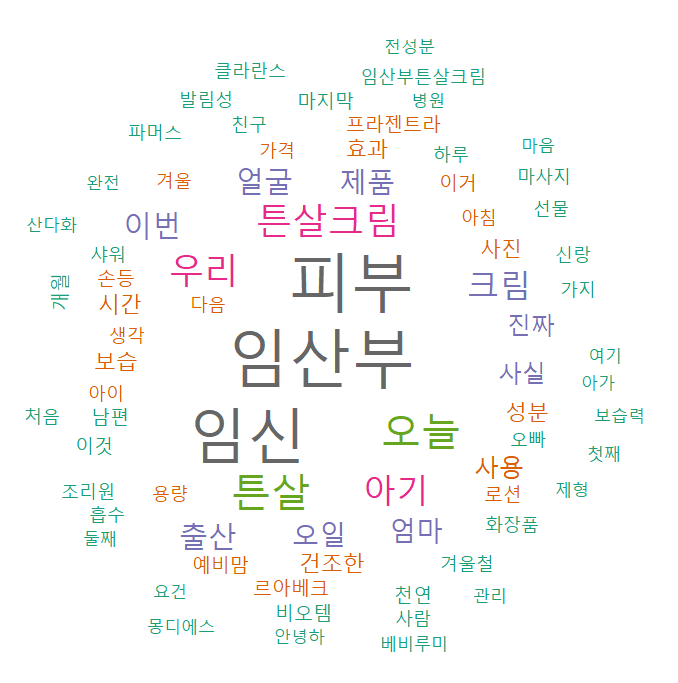 전성분
클라란스 임산부튼살크림
발림성 마지막 병원
파머스 친구 프라젠트라
가격 효과 하루 마음
완전 겨울 얼굴 제품 이거 마사지
산다화 이번 튼살크림 아침 선물
샤워 우리 피부 사진 신랑
개월 손등 크림 가지
시간 다음 진짜
생각 임산부 여기
보습 사실 아가
아이
처음 남편 임신 오늘 성분 보습력
이것 오빠 첫째
사용
조리원 용량 튼살 아기 로션 제형
흡수 화장품
둘째 출산 오일 엄마
예비맘 건조한 겨울철
요건 르아베크 천연 관리
몽디에스 비오템 사람
안녕하 베비루미